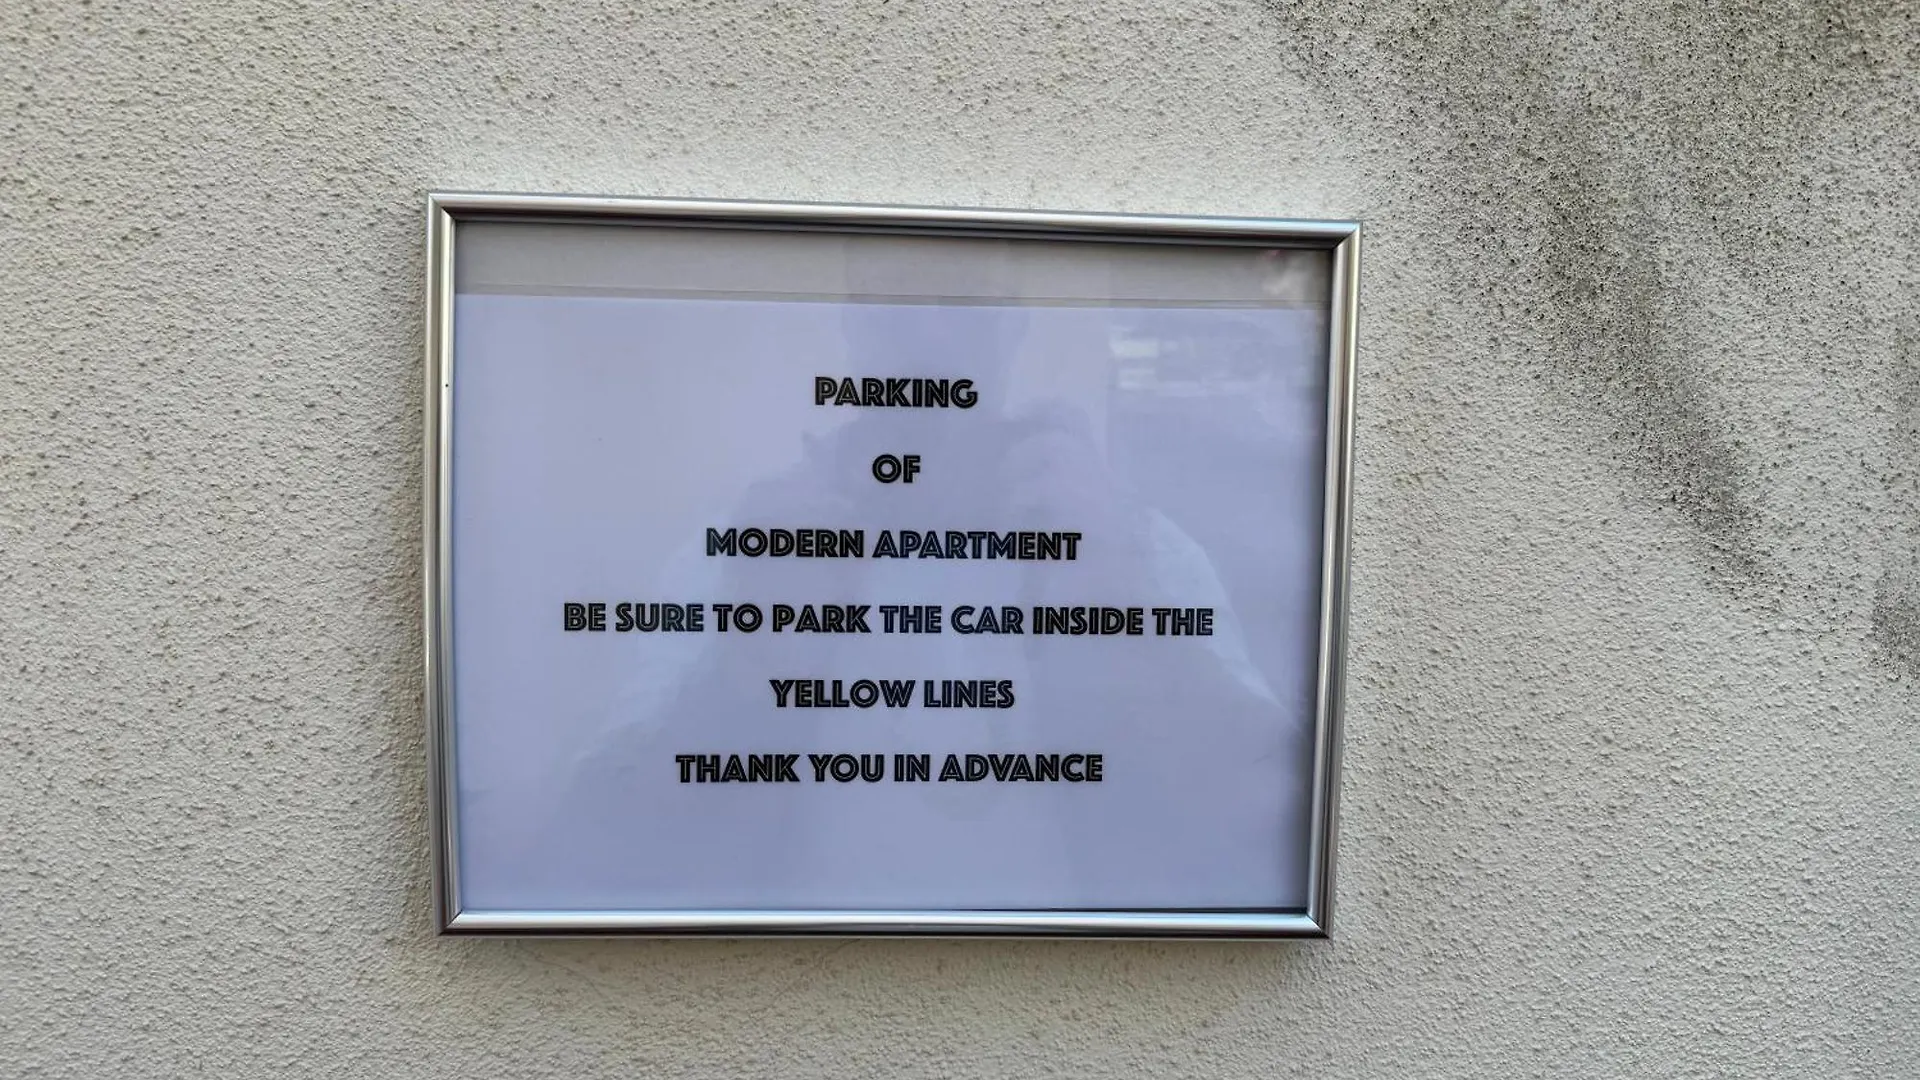 PARKING
OF
MODERN APARTMENT
BE SURE TO PARK THE CAR INSIDE THE
YELLOW LINES
THANK YOU IN ADVANCE